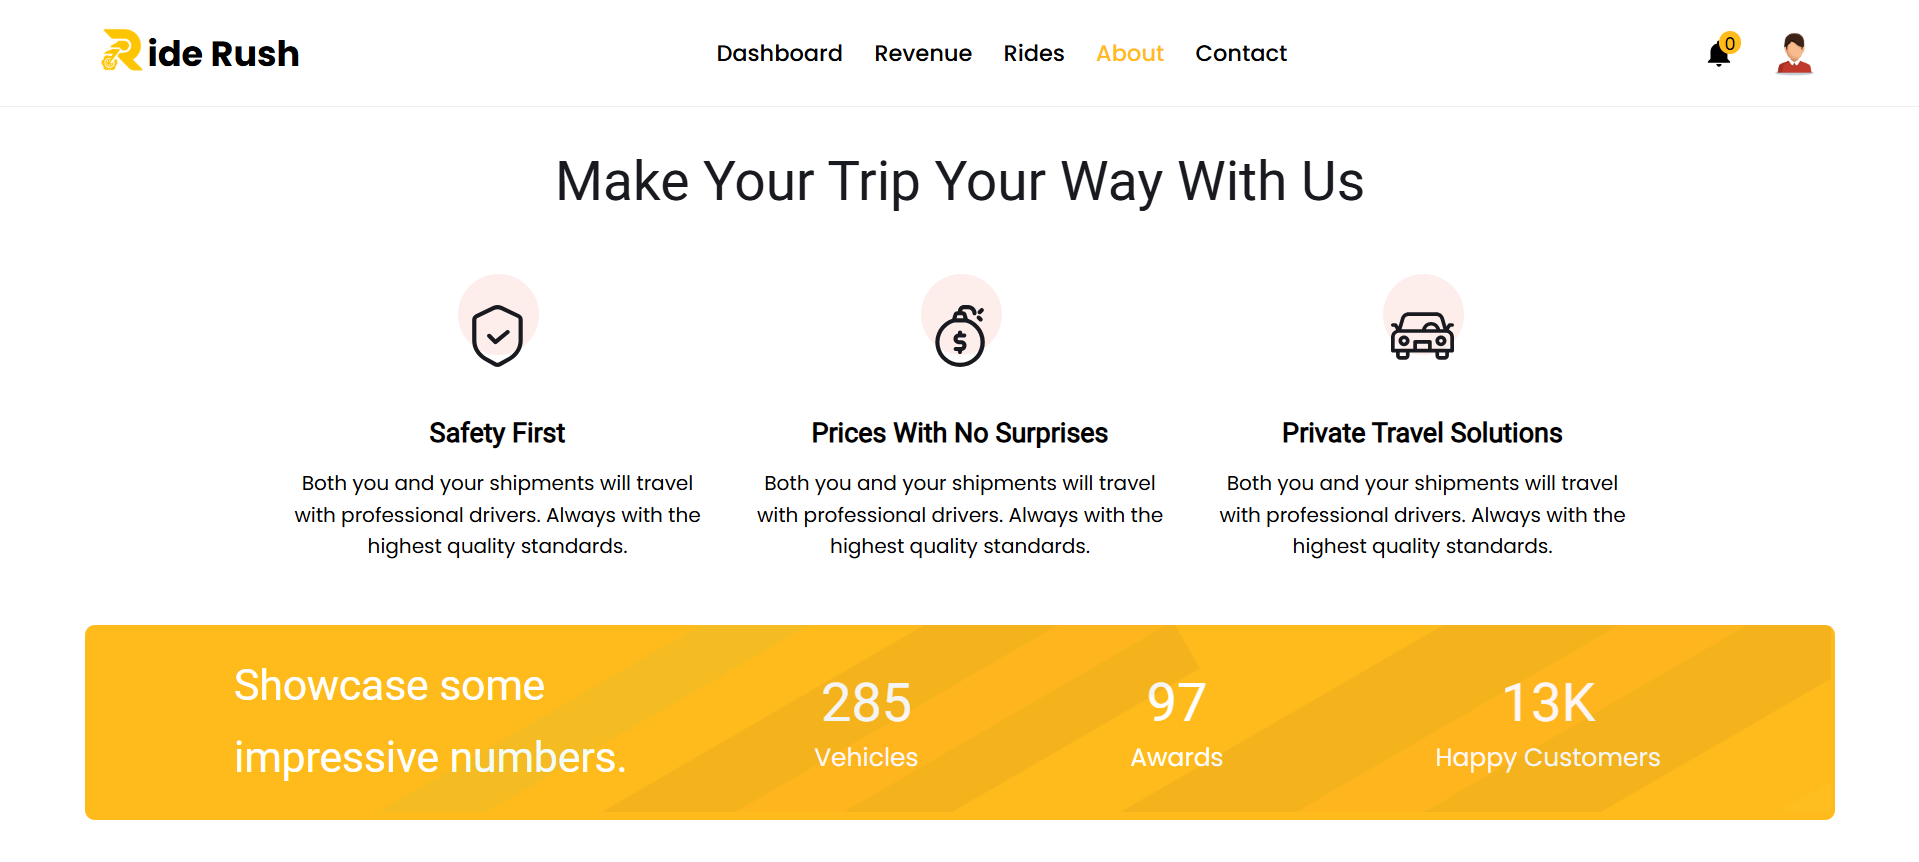 Ride Rush
Dashboard Revenue Rides About Contact
0
Make Your Trip Your Way With Us
$
Safety First
Both you and your shipments will travel
with professional drivers. Always with the
highest quality standards.
Prices With No Surprises
Both you and your shipments will travel
with professional drivers. Always with the
highest quality standards.
Private Travel Solutions
Both you and your shipments will travel
with professional drivers. Always with the
highest quality standards.
Showcase some
impressive numbers.
285
Vehicles
97
Awards
13K
Happy Customers